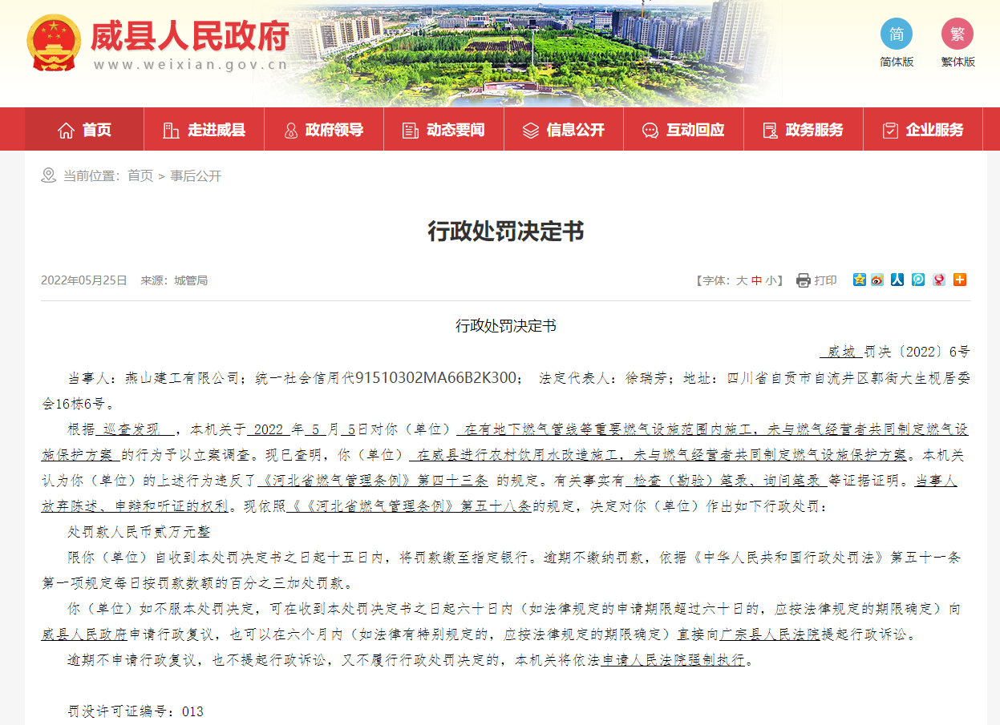 威县人民政府
www.weixian.gov.cn
简 繁
简体版 繁体版
首页 走进威县 政府领导 动态要闻 信息公开 互动回应 政务服务 企业服务
当前位置：首页 > 事后公开
行政处罚决定书
2022年05月25日 来源：城管局 【字体：大 中 小】 打印
行政处罚决定书
威城 罚决〔2022〕6号
当事人：燕山建工有限公司；统一社会信用代91510302MA66B2K300； 法定代表人：徐瑞芳；地址：四川省自贡市自流井区郭街大生枧居委
会16栋6号。
根据 巡查发现 ，本机关于 2022 年 5 月 5日对你（单位） 在有地下燃气管线等重要燃气设施范围内施工，未与燃气经营者共同制定燃气设
施保护方案 的行为予以立案调查。现已查明，你（单位） 在威县进行农村饮用水改造施工，未与燃气经营者共同制定燃气设施保护方案。本机关
认为你（单位）的上述行为违反了《河北省燃气管理条例》第四十三条 的规定。有关事实有 检查（勘验）笔录、询问笔录 等证据证明。当事人
放弃陈述、申辩和听证的权利。现依照《《河北省燃气管理条例》第五十八条的规定，决定对你（单位）作出如下行政处罚：
处罚款人民币贰万元整
限你（单位）自收到本处罚决定书之日起十五日内，将罚款缴至指定银行。逾期不缴纳罚款，依据《中华人民共和国行政处罚法》第五十一条
第一项规定每日按罚款数额的百分之三加处罚款。
你（单位）如不服本处罚决定，可在收到本处罚决定书之日起六十日内（如法律规定的申请期限超过六十日的，应按法律规定的期限确定）向
威县人民政府申请行政复议，也可以在六个月内（如法律有特别规定的，应按法律规定的期限确定）直接向广宗县人民法院提起行政诉讼。
逾期不申请行政复议，也不提起行政诉讼，又不履行行政处罚决定的，本机关将依法申请人民法院强制执行。
罚没许可证编号：013